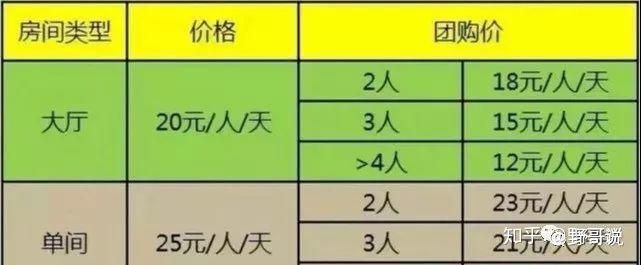 房间类型 价格 团购价
2人 18元/人/天
大厅 20元/人/天 3人 15元/人/天
>4人 12元/人/天
2人 23元/人/天
单间 25元/人/天 3人 21元/人/天
知乎 @野哥说